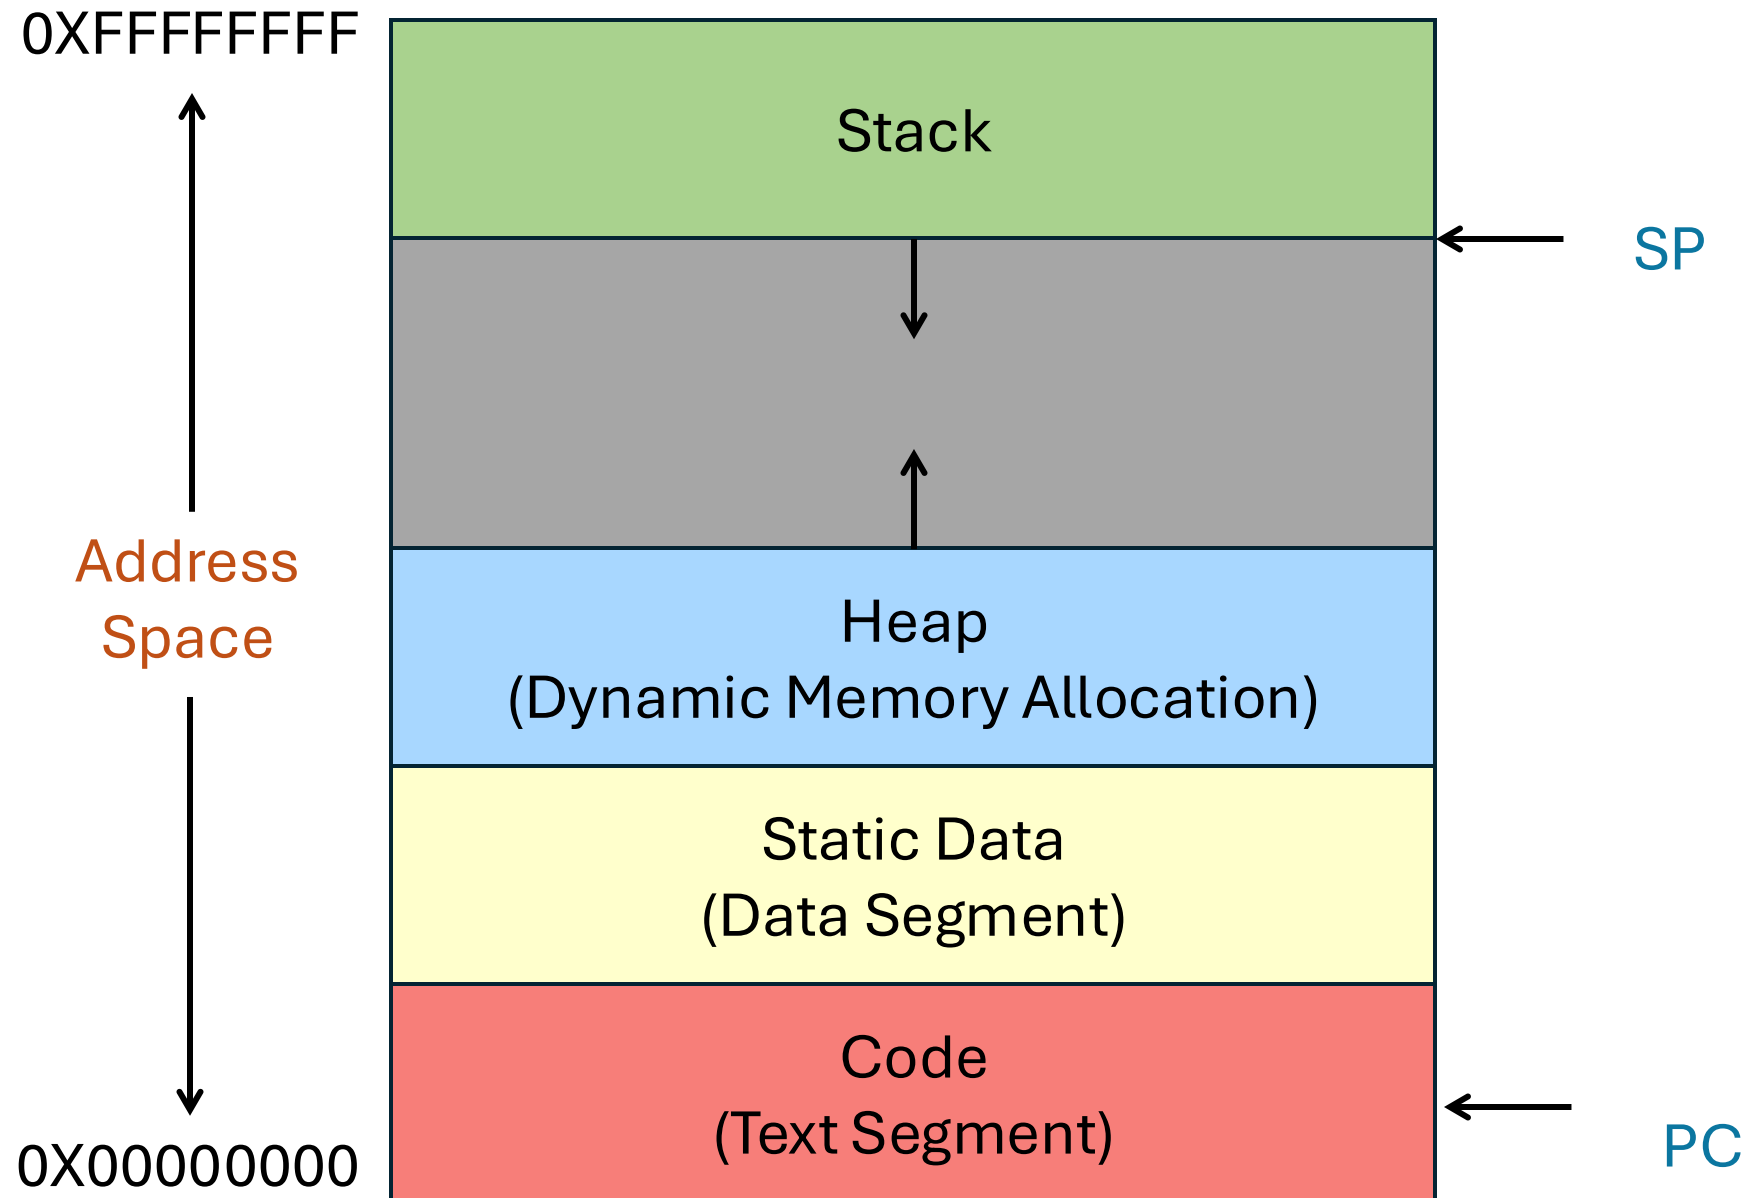 0XFFFFFFFF
Stack
SP
Address
Space
Heap
(Dynamic Memory Allocation)
Static Data
(Data Segment)
Code
(Text Segment)
PC
0X00000000